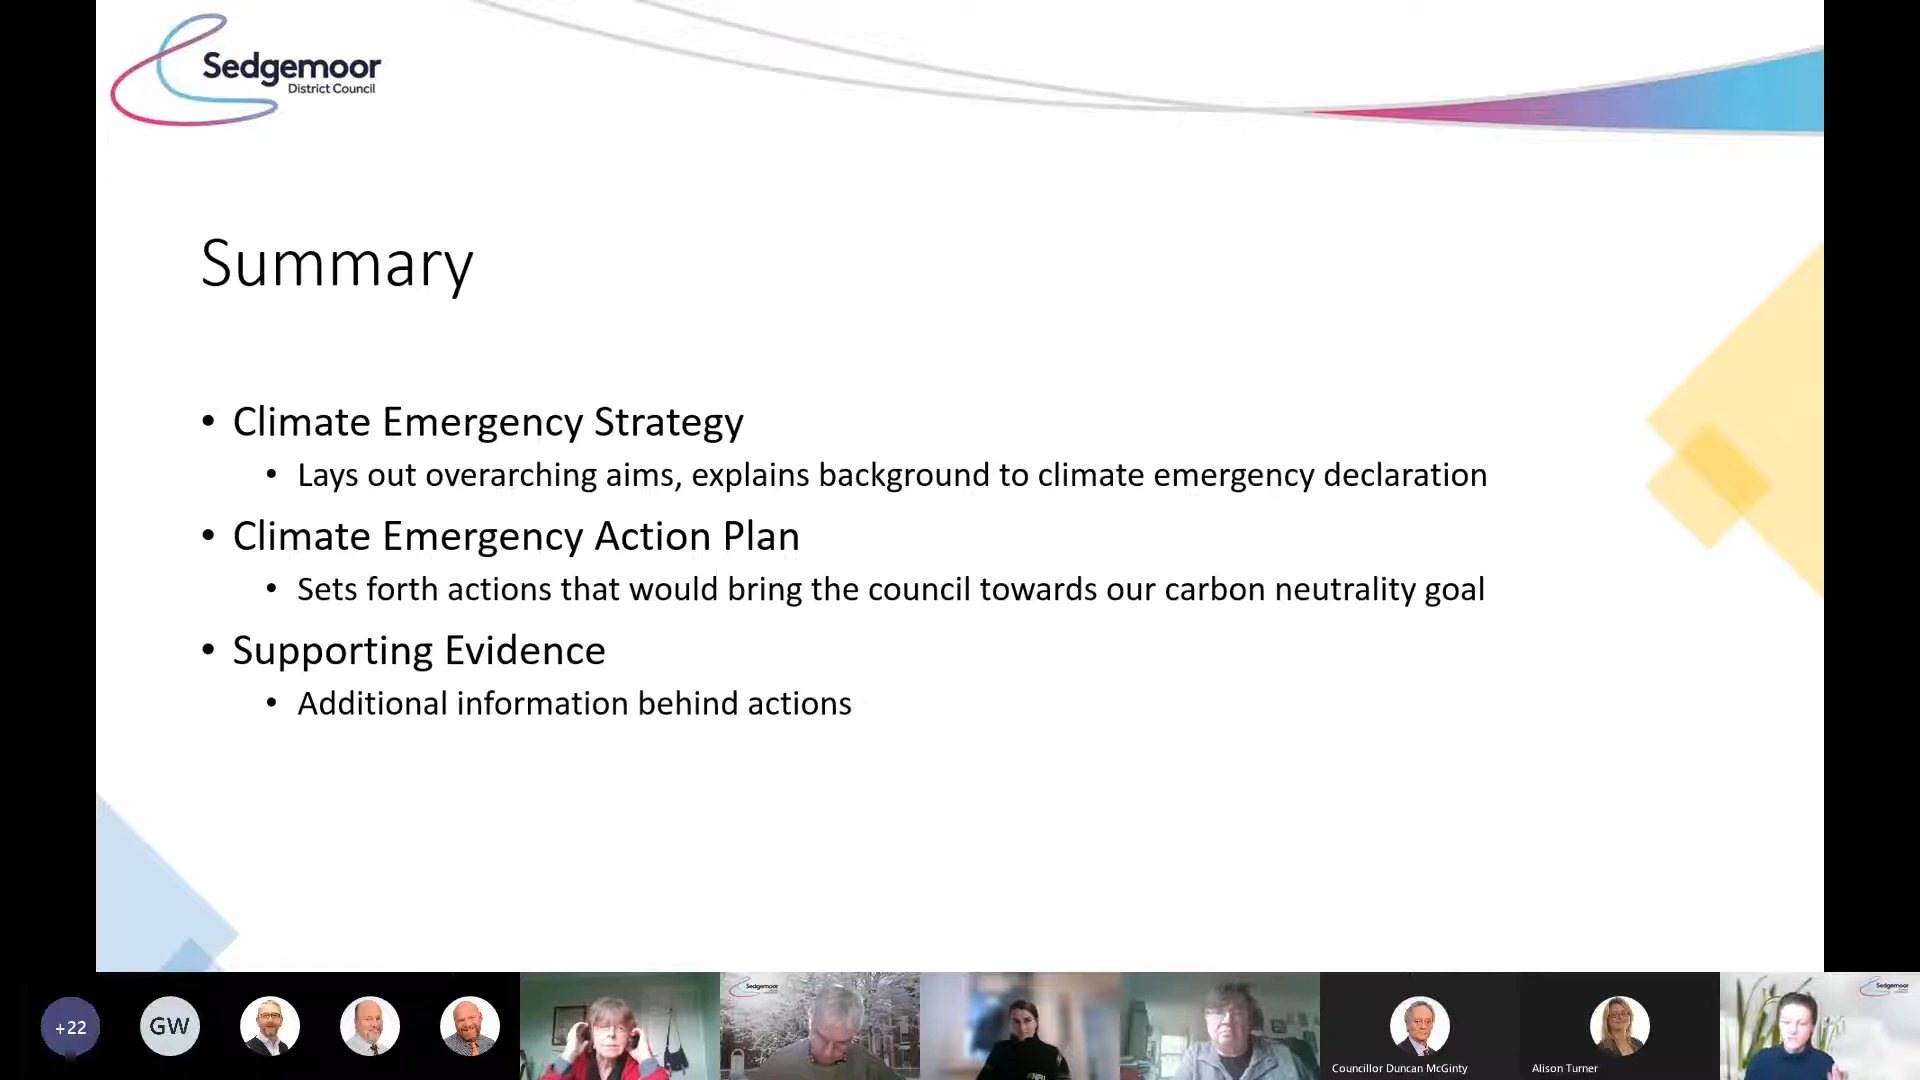 Sedgemoor
District Council
Summary
• Climate Emergency Strategy
• Lays out overarching aims, explains background to climate emergency declaration
• Climate Emergency Action Plan
• Sets forth actions that would bring the council towards our carbon neutrality goal
• Supporting Evidence
• Additional information behind actions
+22
GW
Sedgemoor
Councillor Duncan McGinty
Alison Turner
Sedgemoor